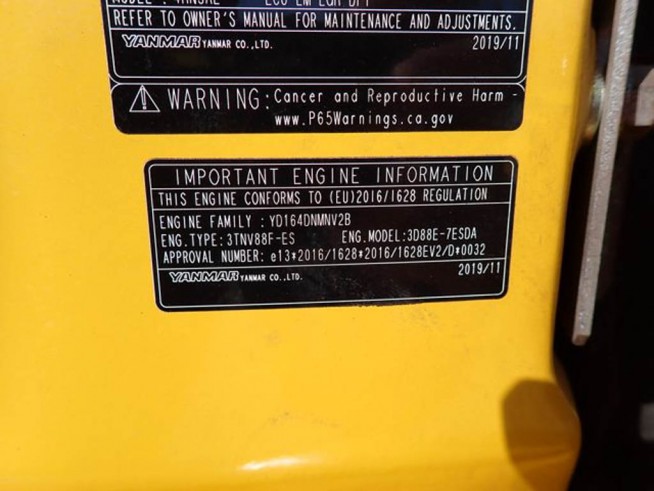 REFER TO OWNER'S MANUAL FOR MAINTENANCE AND ADJUSTMENTS.
YANMAR YANMAR CO.,LTD. 2019/11
WARNING: Cancer and Reproductive Harm -
www.P65Warnings.ca.gov
IMPORTANT ENGINE INFORMATION
THIS ENGINE CONFORMS TO (EU)2016/1628 REGULATION
ENGINE FAMILY : YD164DNMNV2B
ENG.TYPE:3TNV88F-ES ENG.MODEL:3D88E-7ESDA
APPROVAL NUMBER: e13*2016/1628*2016/1628EV2/D*0032
YANMAR YANMAR CO.,LTD. 2019/11